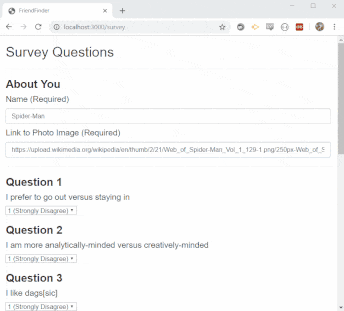 FriendFinder
localhost:3000/survey
Survey Questions
About You
Name (Required)
Spider-Man
Link to Photo Image (Required)
https://upload.wikimedia.org/wikipedia/en/thumb/2/21/Web_of_Spider-Man_Vol_1_129-1.png/250px-Web_of_S
Question 1
I prefer to go out versus staying in
1 (Strongly Disagree)
Question 2
I am more analytically-minded versus creatively-minded
1 (Strongly Disagree)
Question 3
I like dags[sic]
1 (Strongly Disagree)